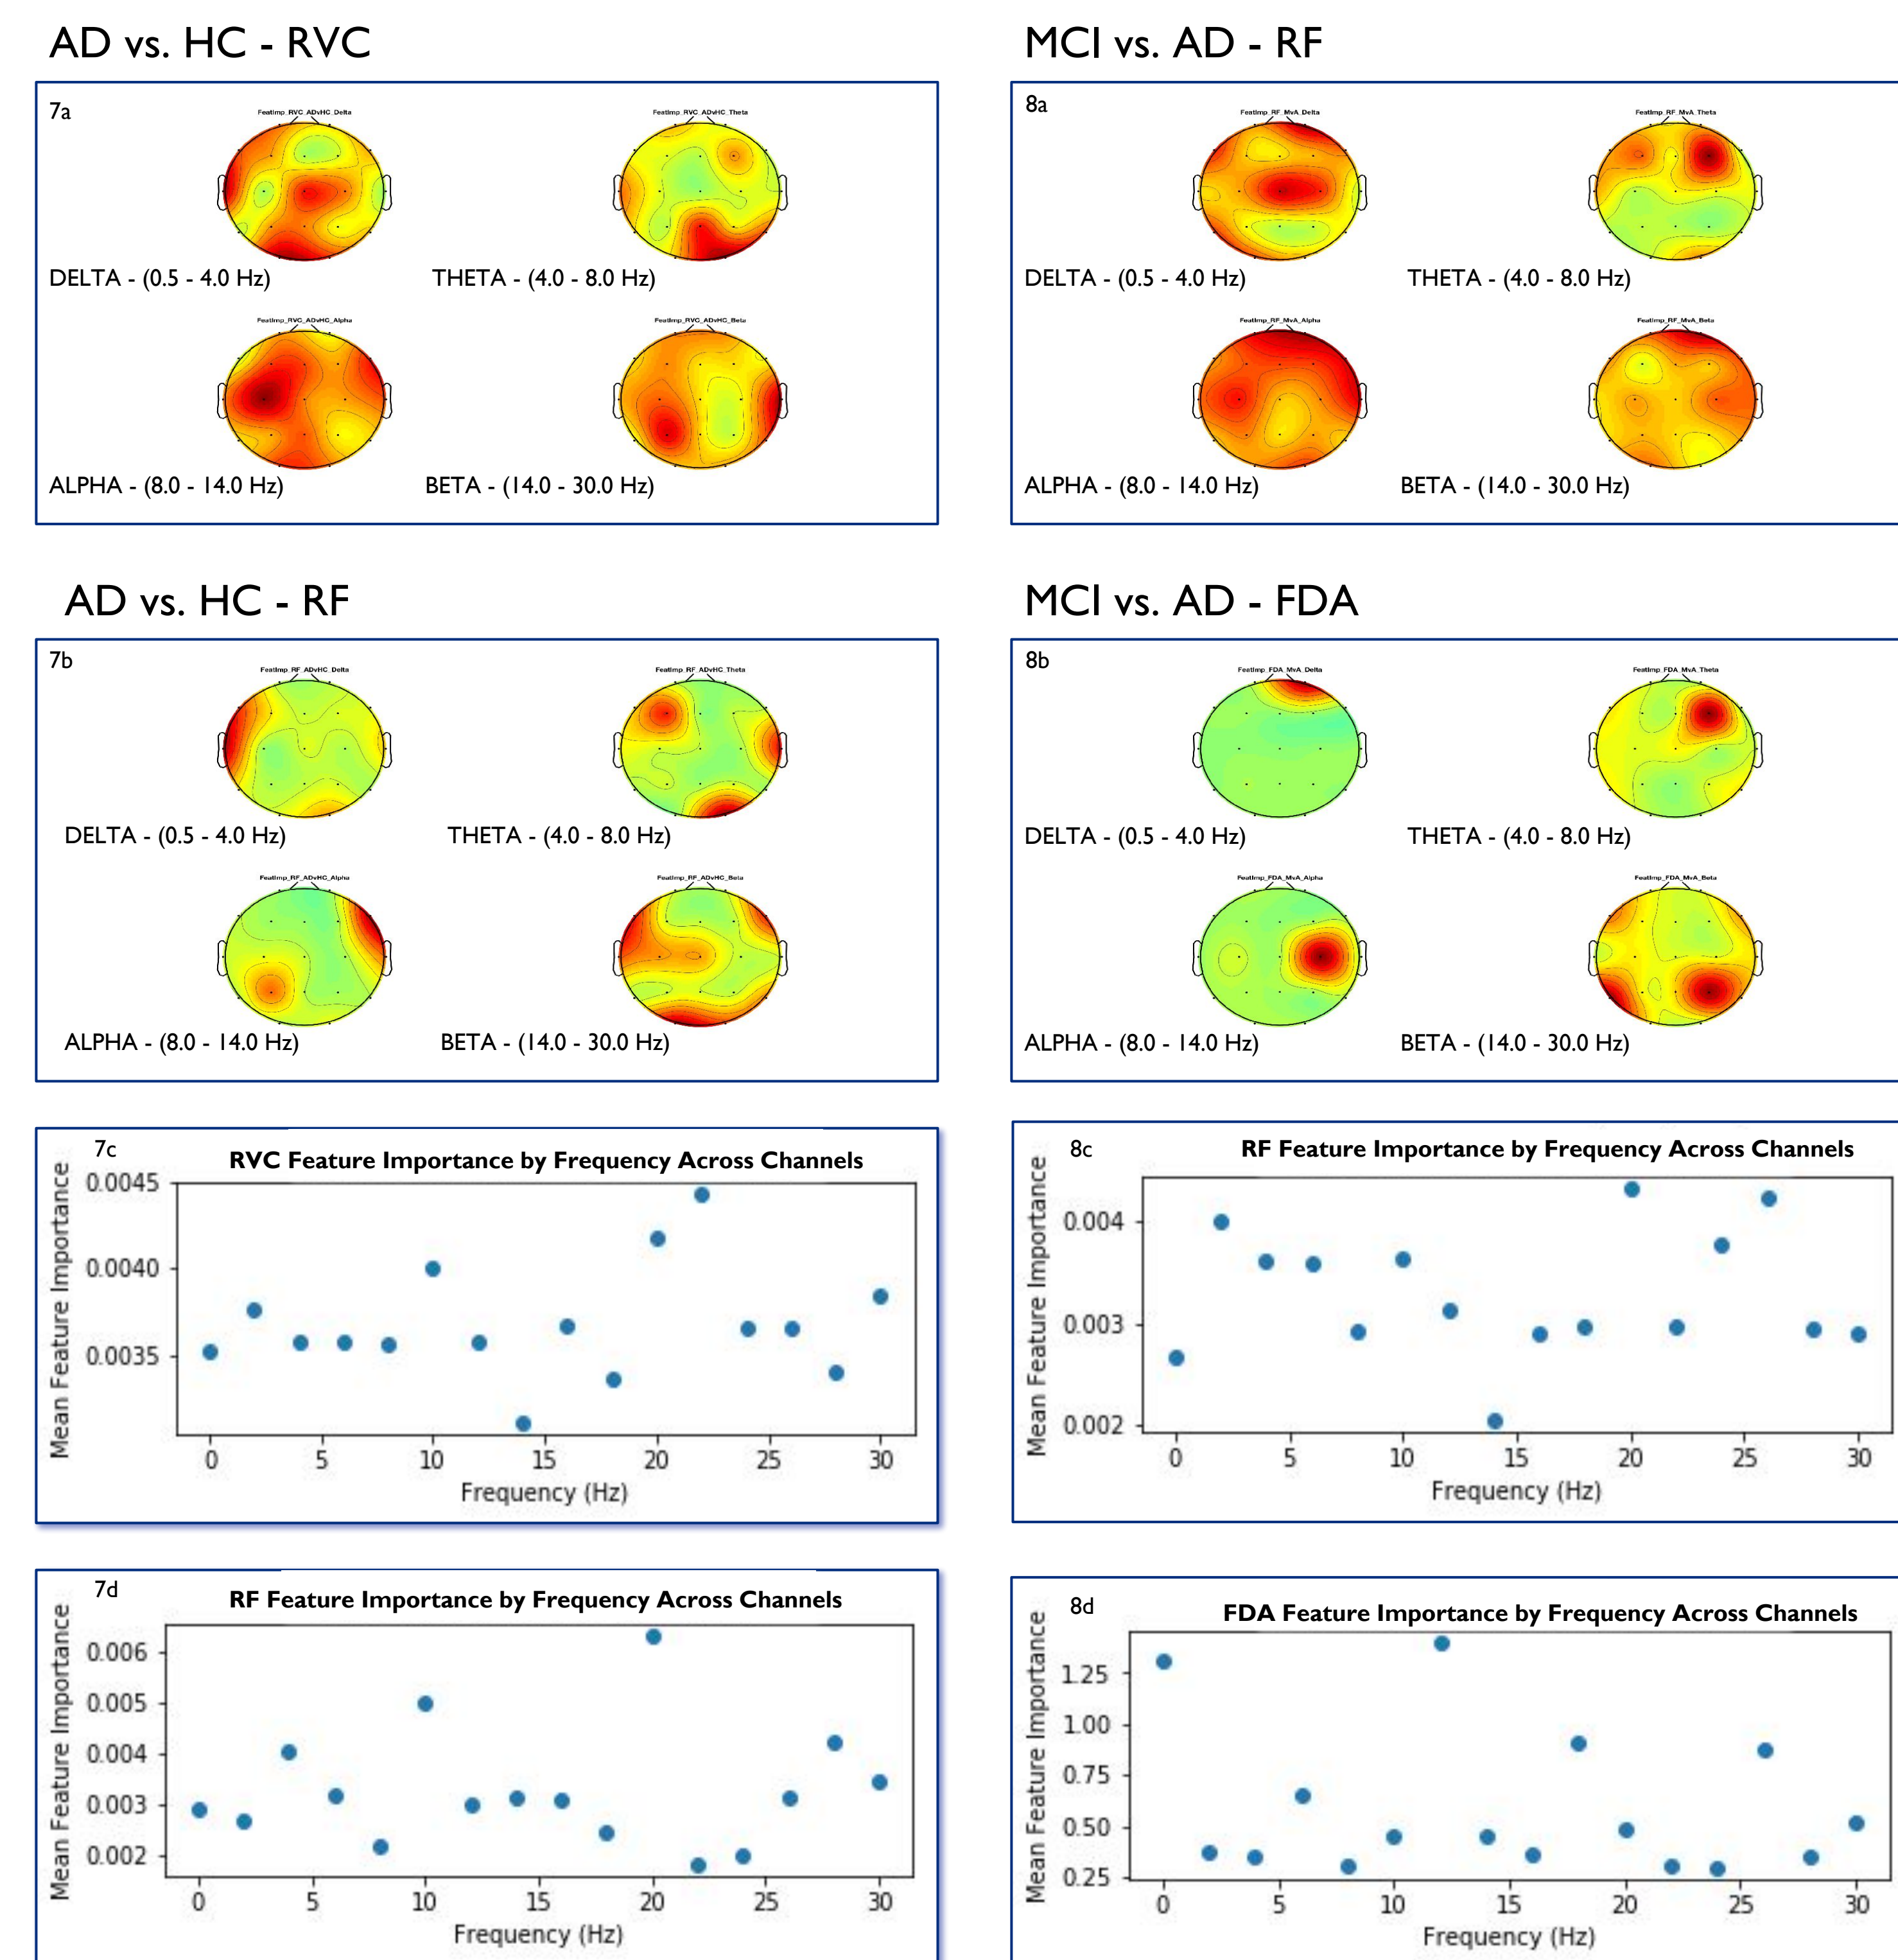 AD vs. HC - RVC
7a
FeatImp_RVC_ADvHC_Delta
FeatImp_RVC_ADvHC_Theta
DELTA - (0.5 - 4.0 Hz)
THETA - (4.0 - 8.0 Hz)
FeatImp_RVC_ADvHC_Alpha
FeatImp_RVC_ADvHC_Beta
ALPHA - (8.0 - 14.0 Hz)
BETA - (14.0 - 30.0 Hz)
MCI vs. AD - RF
8a
FeatImp_RF_MvA_Delta
FeatImp_RF_MvA_Theta
DELTA - (0.5 - 4.0 Hz)
THETA - (4.0 - 8.0 Hz)
FeatImp_RF_MvA_Alpha
FeatImp_RF_MvA_Beta
ALPHA - (8.0 - 14.0 Hz)
BETA - (14.0 - 30.0 Hz)
AD vs. HC - RF
7b
FeatImp_RF_ADvHC_Delta
FeatImp_RF_ADvHC_Theta
DELTA - (0.5 - 4.0 Hz)
THETA - (4.0 - 8.0 Hz)
FeatImp_RF_ADvHC_Alpha
FeatImp_RF_ADvHC_Beta
ALPHA - (8.0 - 14.0 Hz)
BETA - (14.0 - 30.0 Hz)
MCI vs. AD - FDA
8b
FeatImp_FDA_MvA_Delta
FeatImp_FDA_MvA_Theta
DELTA - (0.5 - 4.0 Hz)
THETA - (4.0 - 8.0 Hz)
FeatImp_FDA_MvA_Alpha
FeatImp_FDA_MvA_Beta
ALPHA - (8.0 - 14.0 Hz)
BETA - (14.0 - 30.0 Hz)
7c
RVC Feature Importance by Frequency Across Channels
Mean Feature Importance
0.0045
0.0040
0.0035
0 5 10 15 20 25 30
Frequency (Hz)
8c
RF Feature Importance by Frequency Across Channels
Mean Feature Importance
0.004
0.003
0.002
0 5 10 15 20 25 30
Frequency (Hz)
7d
RF Feature Importance by Frequency Across Channels
Mean Feature Importance
0.006
0.005
0.004
0.003
0.002
0 5 10 15 20 25 30
Frequency (Hz)
8d
FDA Feature Importance by Frequency Across Channels
Mean Feature Importance
1.25
1.00
0.75
0.50
0.25
0 5 10 15 20 25 30
Frequency (Hz)